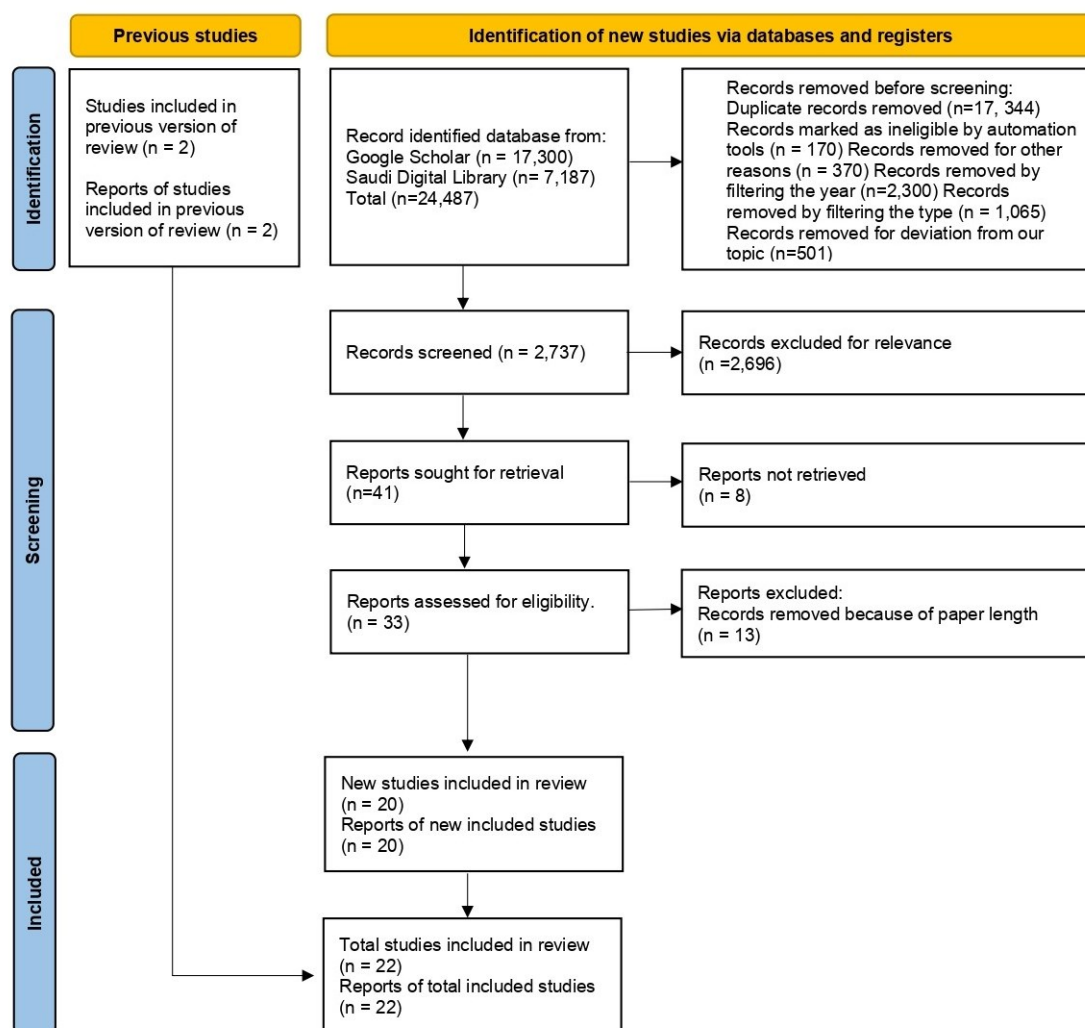 Previous studies
Identification of new studies via databases and registers
Identification
Studies included in
previous version of
review (n = 2)
Reports of studies
included in previous
version of review (n = 2)
Record identified database from:
Google Scholar (n = 17,300)
Saudi Digital Library (n= 7,187)
Total (n=24,487)
Records removed before screening:
Duplicate records removed (n=17, 344)
Records marked as ineligible by automation
tools (n = 170) Records removed for other
reasons (n = 370) Records removed by
filtering the year (n=2,300) Records
removed by filtering the type (n = 1,065)
Records removed for deviation from our
topic (n=501)
Screening
Records screened (n = 2,737)
Records excluded for relevance
(n =2,696)
Reports sought for retrieval
(n=41)
Reports not retrieved
(n = 8)
Reports assessed for eligibility.
(n = 33)
Reports excluded:
Records removed because of paper length
(n = 13)
Included
New studies included in review
(n = 20)
Reports of new included studies
(n = 20)
Total studies included in review
(n = 22)
Reports of total included studies
(n = 22)